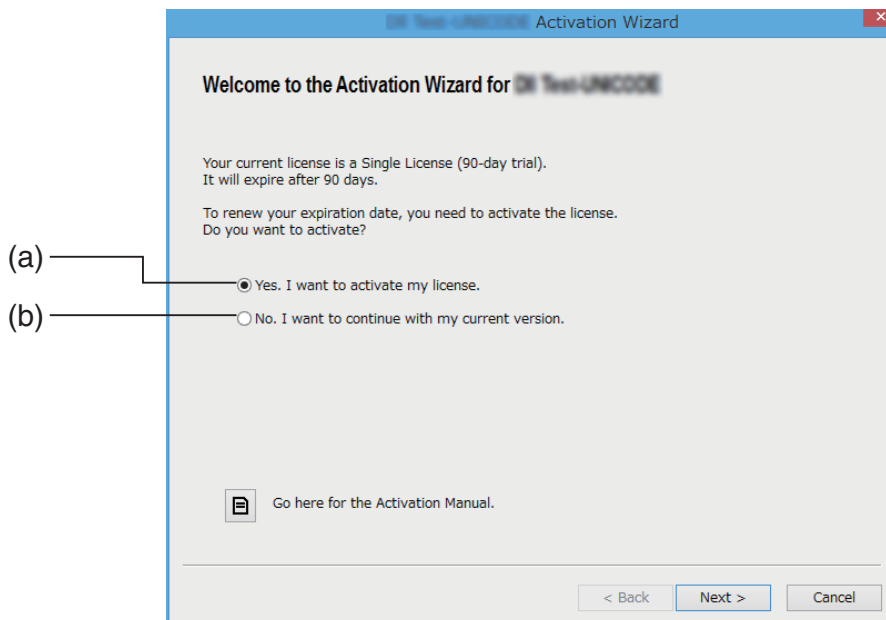 Activation Wizard
Welcome to the Activation Wizard for
Your current license is a Single License (90-day trial).
It will expire after 90 days.
To renew your expiration date, you need to activate the license.
Do you want to activate?
(a)
Yes. I want to activate my license.
(b)
No. I want to continue with my current version.
Go here for the Activation Manual.
< Back
Next >
Cancel